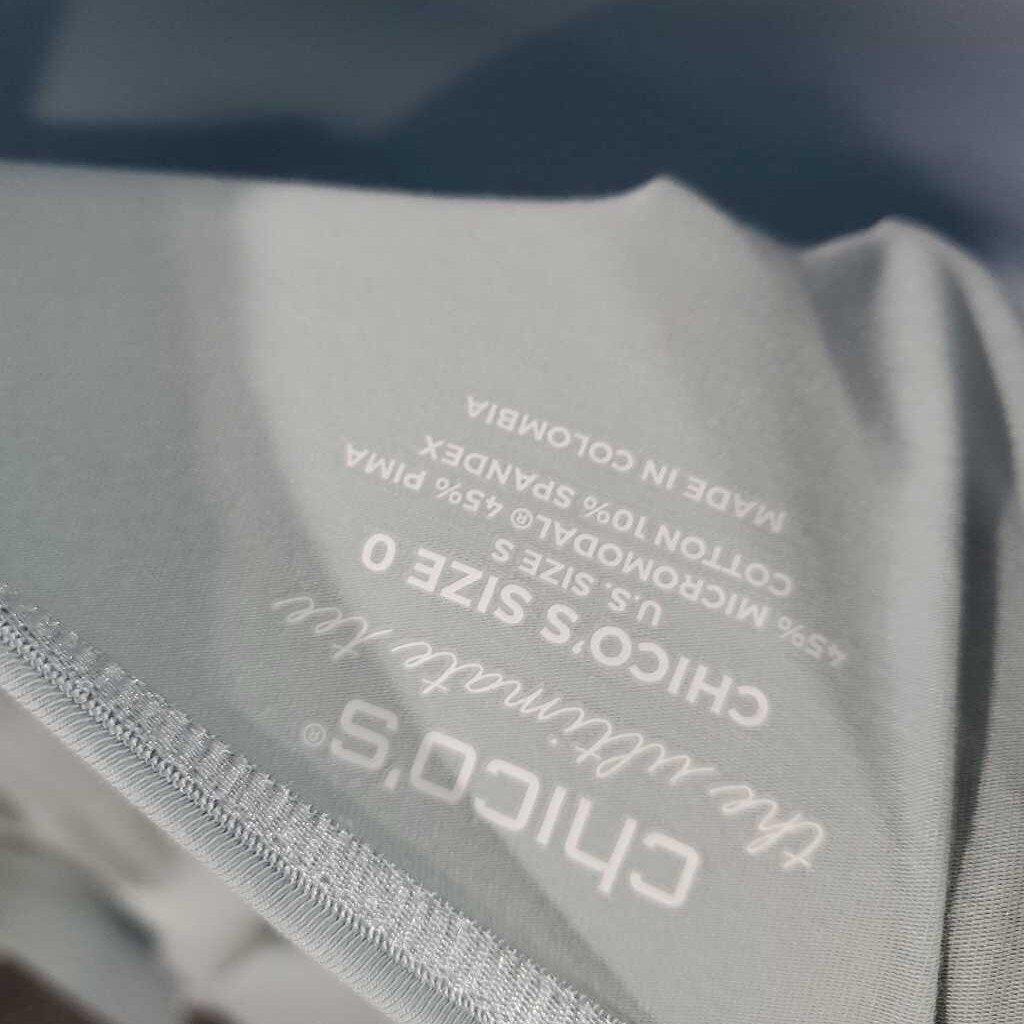 chico's®
the ultimate tee
CHICO'S SIZE 0
U.S. SIZE S
45% MICROMODAL® 45% PIMA
COTTON 10% SPANDEX
MADE IN COLOMBIA